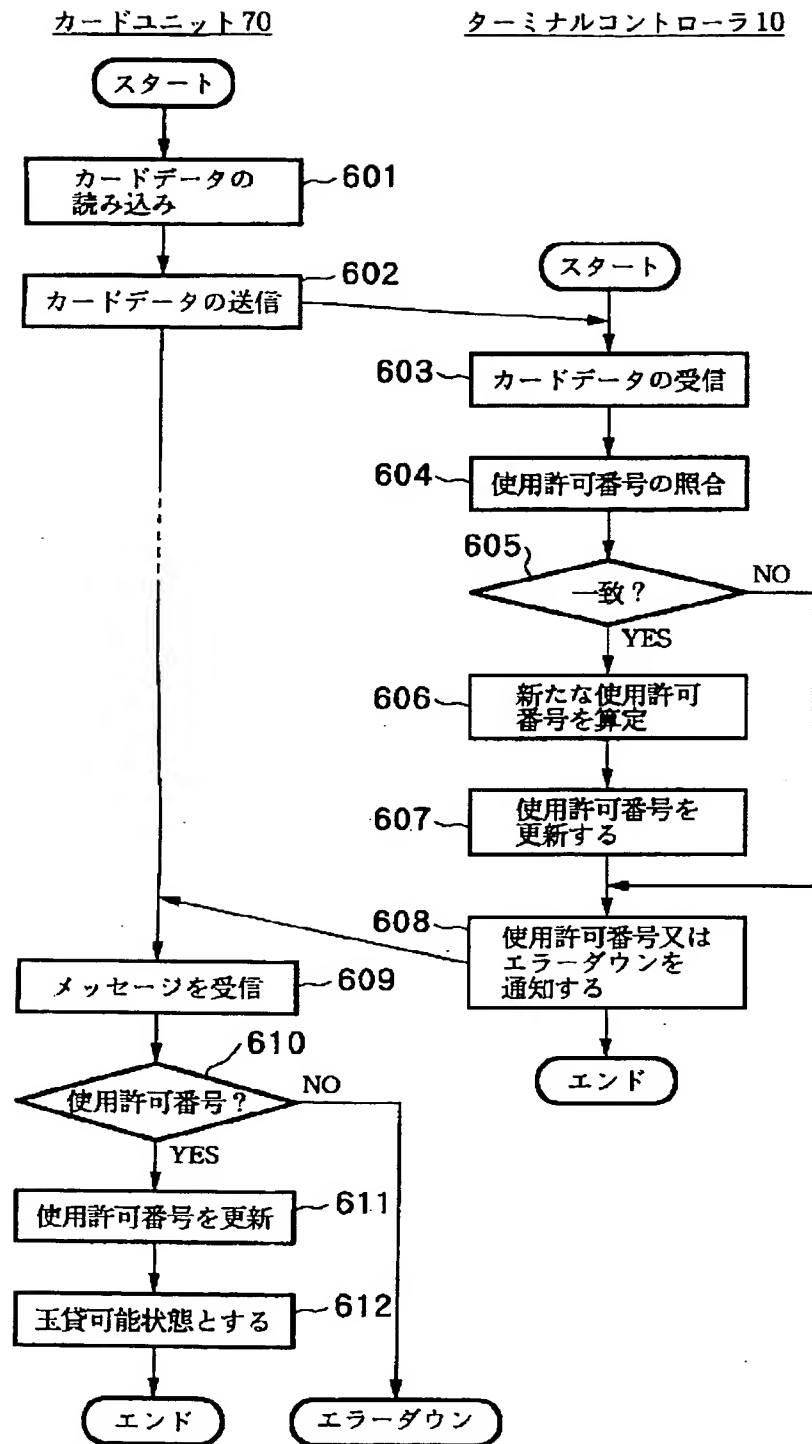 カードユニット70
スタート
カードデータの
読み込み
601
602
カードデータの送信
609
メッセージを受信
610
使用許可番号?
NO
YES
使用許可番号を更新
611
玉貸可能状態とする
612
エンド
エラーダウン
ターミナルコントローラ10
スタート
603
カードデータの受信
604
使用許可番号の照合
605
一致?
NO
YES
606
新たな使用許可
番号を算定
607
使用許可番号を
更新する
608
使用許可番号又は
エラーダウンを
通知する
エンド